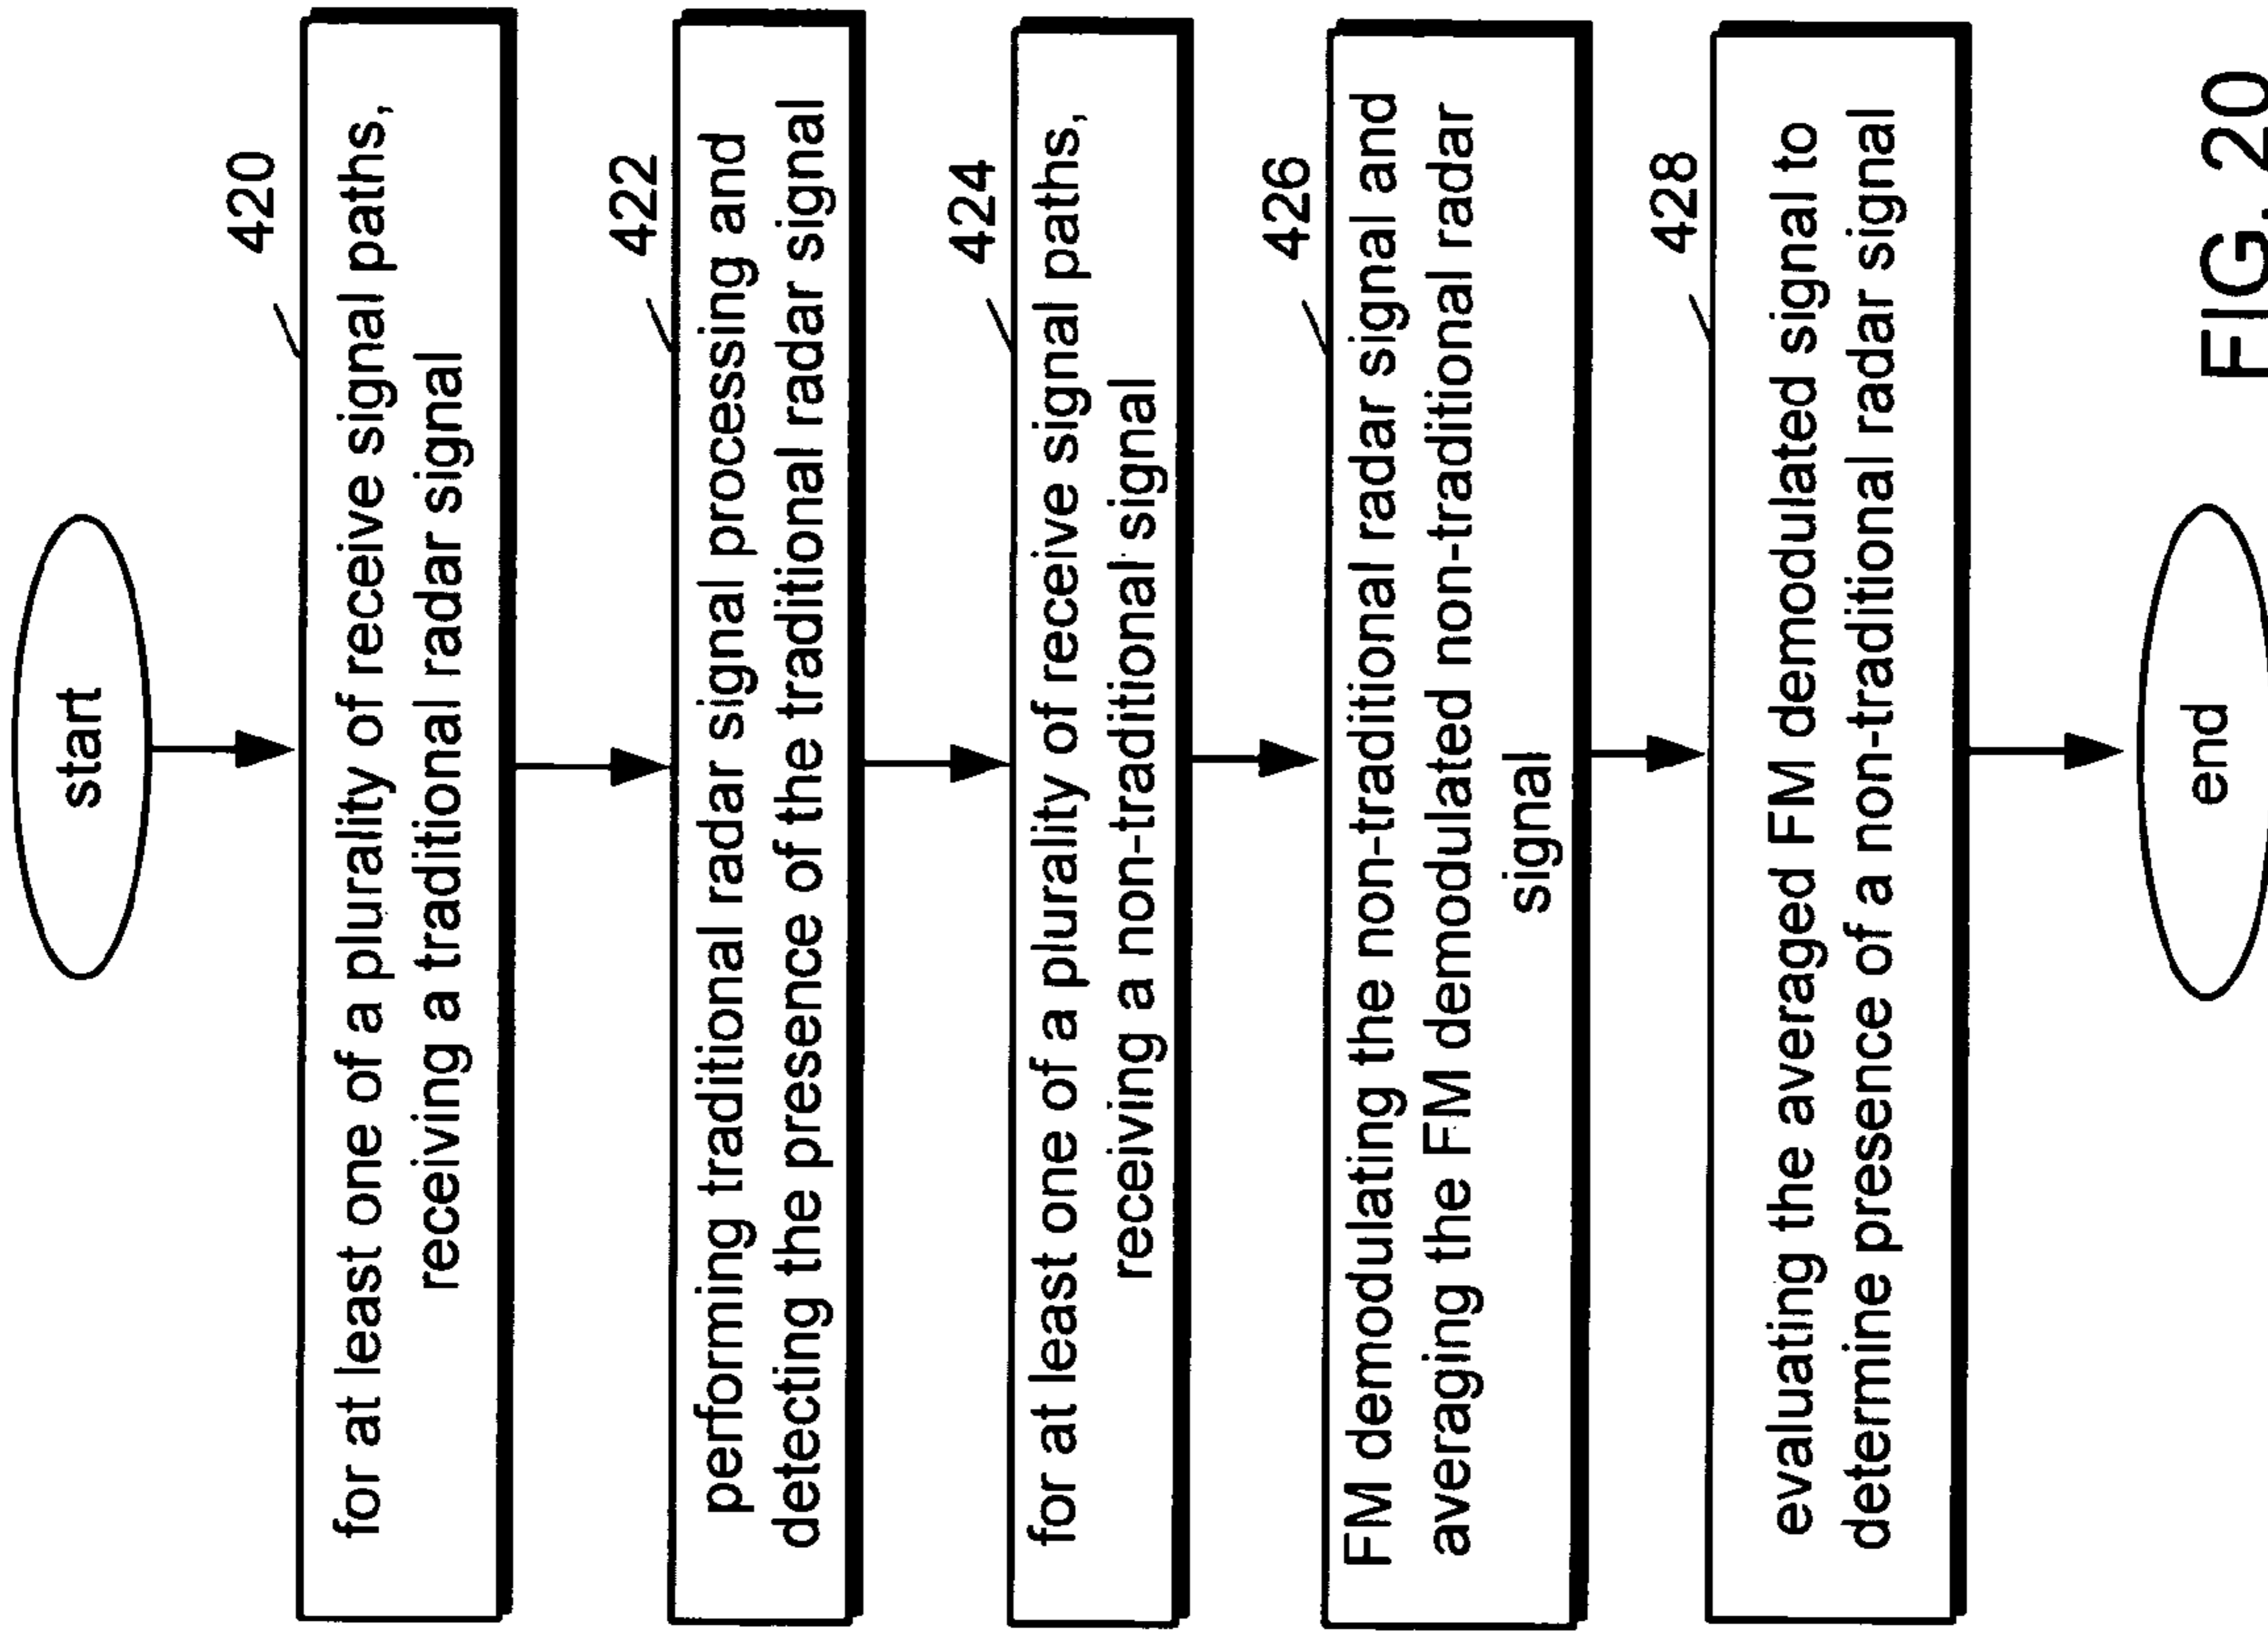 start
420
for at least one of a plurality of receive signal paths,
receiving a traditional radar signal
422
performing traditional radar signal processing and
detecting the presence of the traditional radar signal
424
for at least one of a plurality of receive signal paths,
receiving a non-traditional signal
426
FM demodulating the non-traditional radar signal and
averaging the FM demodulated non-traditional radar
signal
428
evaluating the averaged FM demodulated signal to
determine presence of a non-traditional radar signal
end
FIG. 20